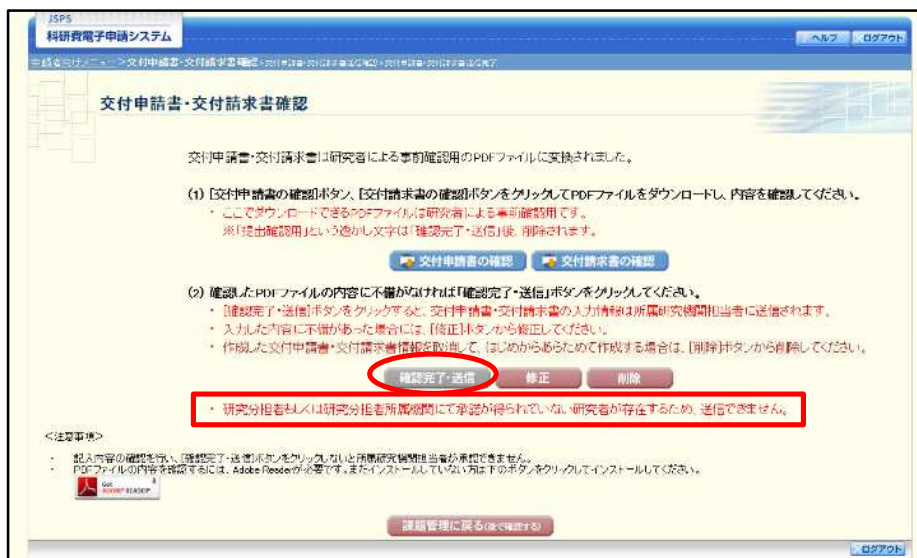 JSPS
科研費電子申請システム
ヘルプ
ログアウト
申請者向けメニュー>交付申請書・交付請求書確認
交付申請書・交付請求書確認
交付申請書・交付請求書は研究者による事前確認用のPDFファイルに変換されました。
(1) [交付申請書の確認]ボタン、[交付請求書の確認]ボタンをクリックしてPDFファイルをダウンロードし、内容を確認してください。
・ ここでダウンロードできるPDFファイルは研究者による事前確認用です。
※「提出確認用」という透かし文字は「確認完了・送信」後、削除されます。
交付申請書の確認
交付請求書の確認
(2) 確認したPDFファイルの内容に不備がなければ「確認完了・送信」ボタンをクリックしてください。
・ [確認完了・送信]ボタンをクリックすると、交付申請書・交付請求書の入力情報は所属研究機関担当者に送信されます。
・ 入力した内容に不備があった場合には、[修正]ボタンから修正してください。
・ 作成した交付申請書・交付請求書情報を取消して、はじめからあらためて作成する場合は、[削除]ボタンから削除してください。
確認完了・送信
修正
削除
・ 研究分担者もしくは研究分担者所属機関にて承諾が得られていない研究者が存在するため、送信できません。
<注意事項>
・ 記入内容の確認を行い、[確認完了・送信]ボタンをクリックしないと所属研究機関担当者が承認できません。
・ PDFファイルの内容を確認するには、Adobe Readerが必要です。まだインストールしていない方は下のボタンをクリックしてインストールしてください。
Get
ADOBE® READER®
課題管理に戻る(後で確認する)
ログアウト